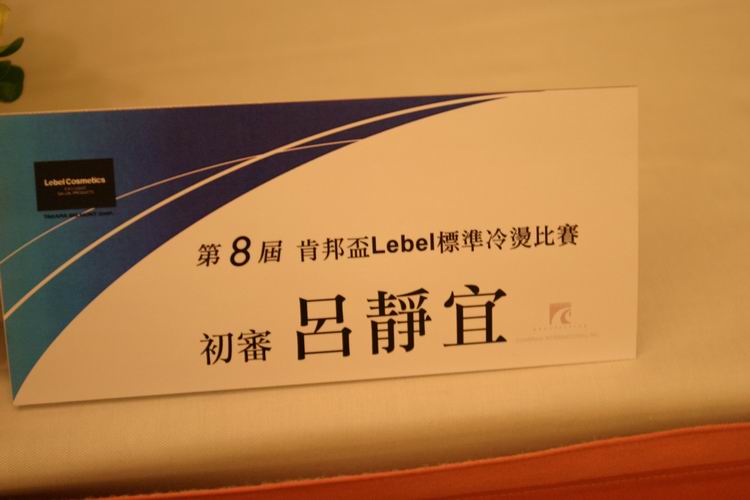 Lebel Cosmetics
第8屆 肯邦盃Lebel標準冷燙比賽
初審 呂靜宜